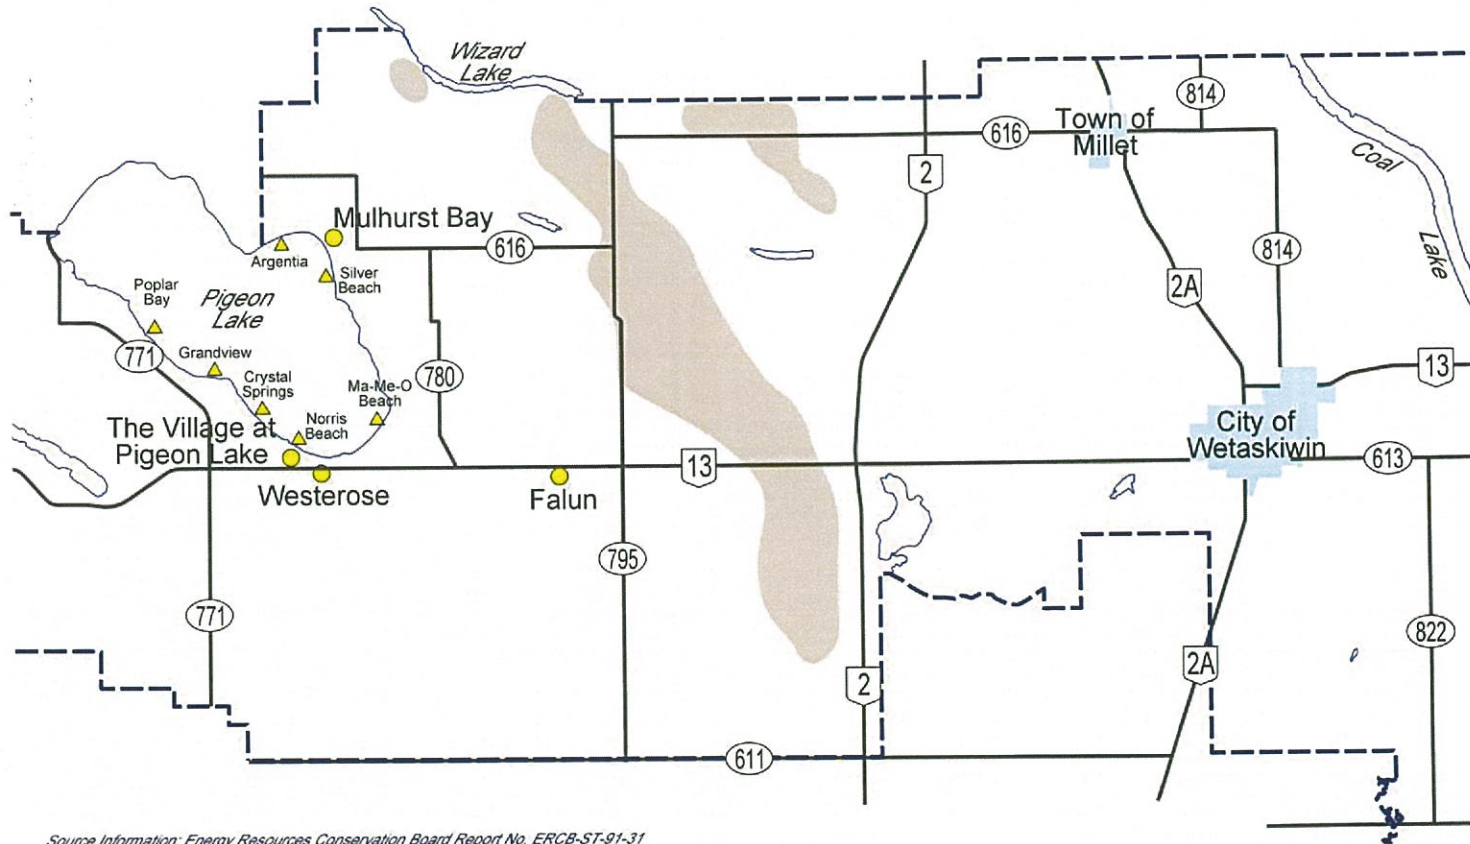 Wizard
Lake
814
Town of
Millet
616
2
Coal
Lake
Mulhurst Bay
616
814
Argentia
Silver
Beach
Poplar
Bay
Pigeon
Lake
2A
771
Grandview
Crystal
Springs
Ma-Me-O
Beach
780
13
Norris
Beach
The Village at
Pigeon Lake
City of
Wetaskiwin
13
613
Westerose
Falun
795
771
822
2A
2
611
Source Information: Energy Resources Conservation Board Report No. ERCB-ST-91-31